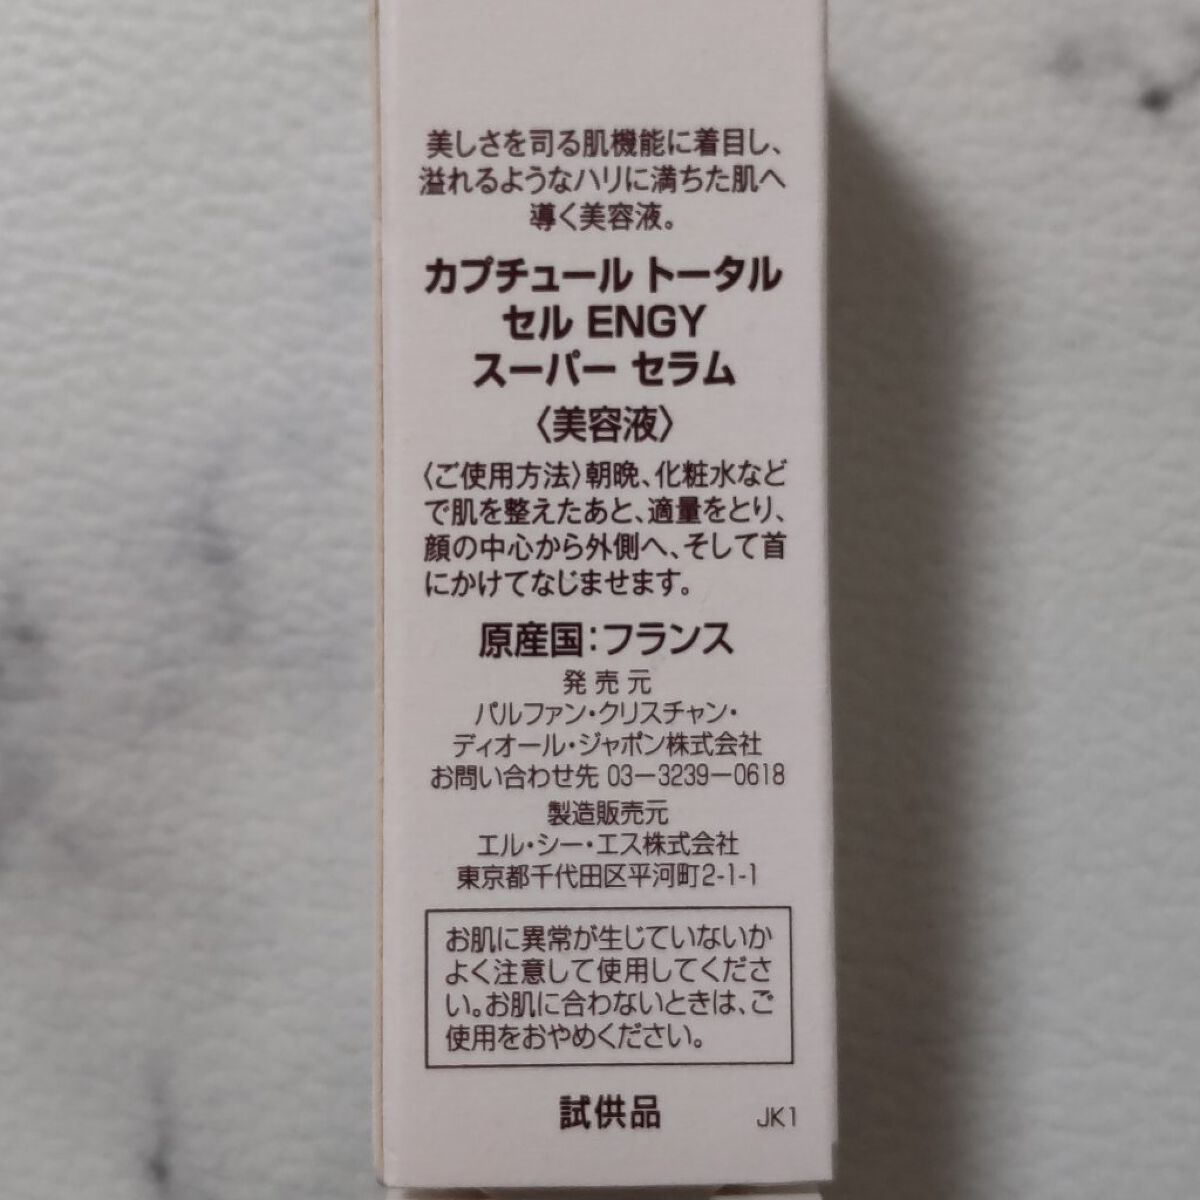 美しさを司る肌機能に着目し、
溢れるようなハリに満ちた肌へ
導く美容液。
カプチュール トータル
セル ENGY
スーパー セラム
〈美容液〉
〈ご使用方法〉朝晩、化粧水など
で肌を整えたあと、適量をとり、
顔の中心から外側へ、そして首
にかけてなじませます。
原産国:フランス
発売元
パルファン・クリスチャン・
ディオール・ジャポン株式会社
お問い合わせ先 03-3239-0618
製造販売元
エル・シー・エス株式会社
東京都千代田区平河町2-1-1
お肌に異常が生じていないか
よく注意して使用してくださ
い。お肌に合わないときは、ご
使用をおやめください。
試供品
JK1